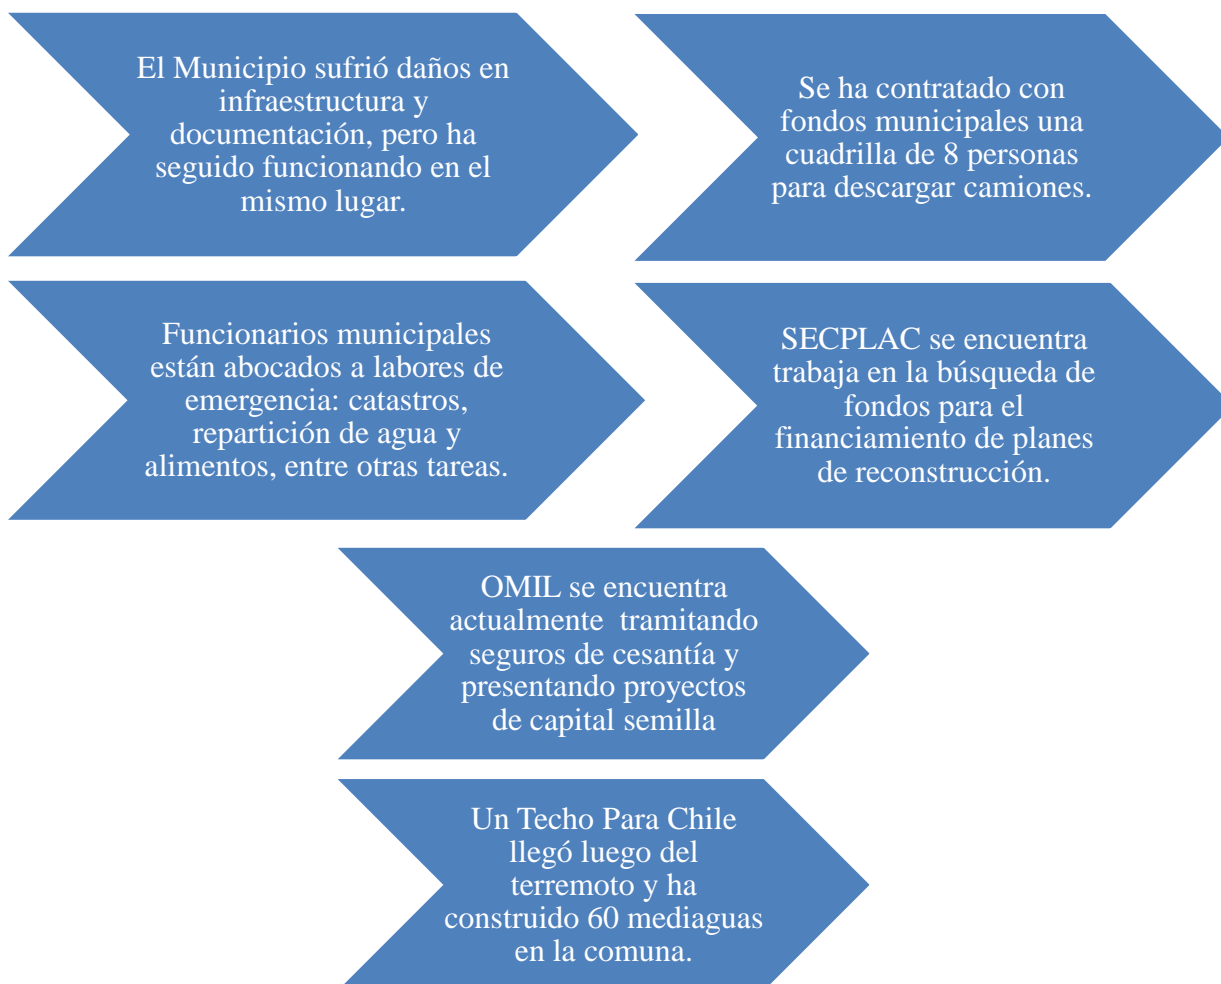 El Municipio sufrió daños en
infraestructura y
documentación, pero ha
seguido funcionando en el
mismo lugar.
Se ha contratado con
fondos municipales una
cuadrilla de 8 personas
para descargar camiones.
Funcionarios municipales
están abocados a labores de
emergencia: catastros,
repartición de agua y
alimentos, entre otras tareas.
SECPLAC se encuentra
trabaja en la búsqueda de
fondos para el
financiamiento de planes
de reconstrucción.
OMIL se encuentra
actualmente  tramitando
seguros de cesantía y
presentando proyectos
de capital semilla
Un Techo Para Chile
llegó luego del
terremoto y ha
construido 60 mediaguas
en la comuna.